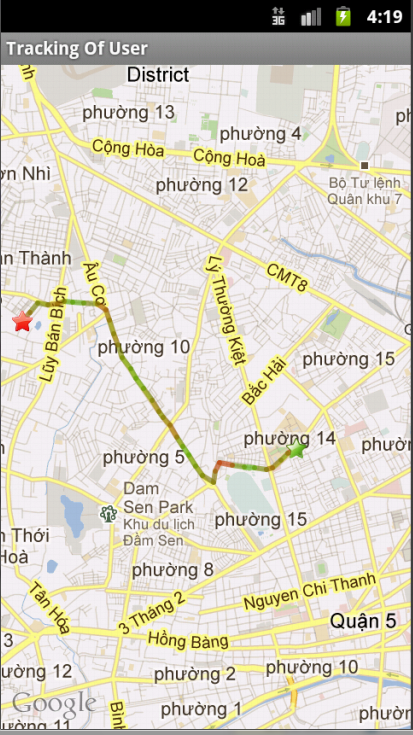 3G
4:19
Tracking Of User
District
phường 13
phường 4
Cộng Hòa
Cộng Hoà
Bộ Tư lệnh
Quân khu 7
phường 12
Nhì
Thành
Âu Cơ
Lý Thường Kiệt
CMT8
Lũy Bán Bích
phường 10
phường 15
Bắc Hải
phường 14
phườn
phường 5
Dam
Sen Park
Khu du lịch
Đầm Sen
phường 15
Thới
Hoà
phường 8
Tân Hóa
3 Tháng 2
Nguyen Chi Thanh
Quận 5
3
Hồng Bàng
phường 10
phường 2
12
Google
phường 1
phườn